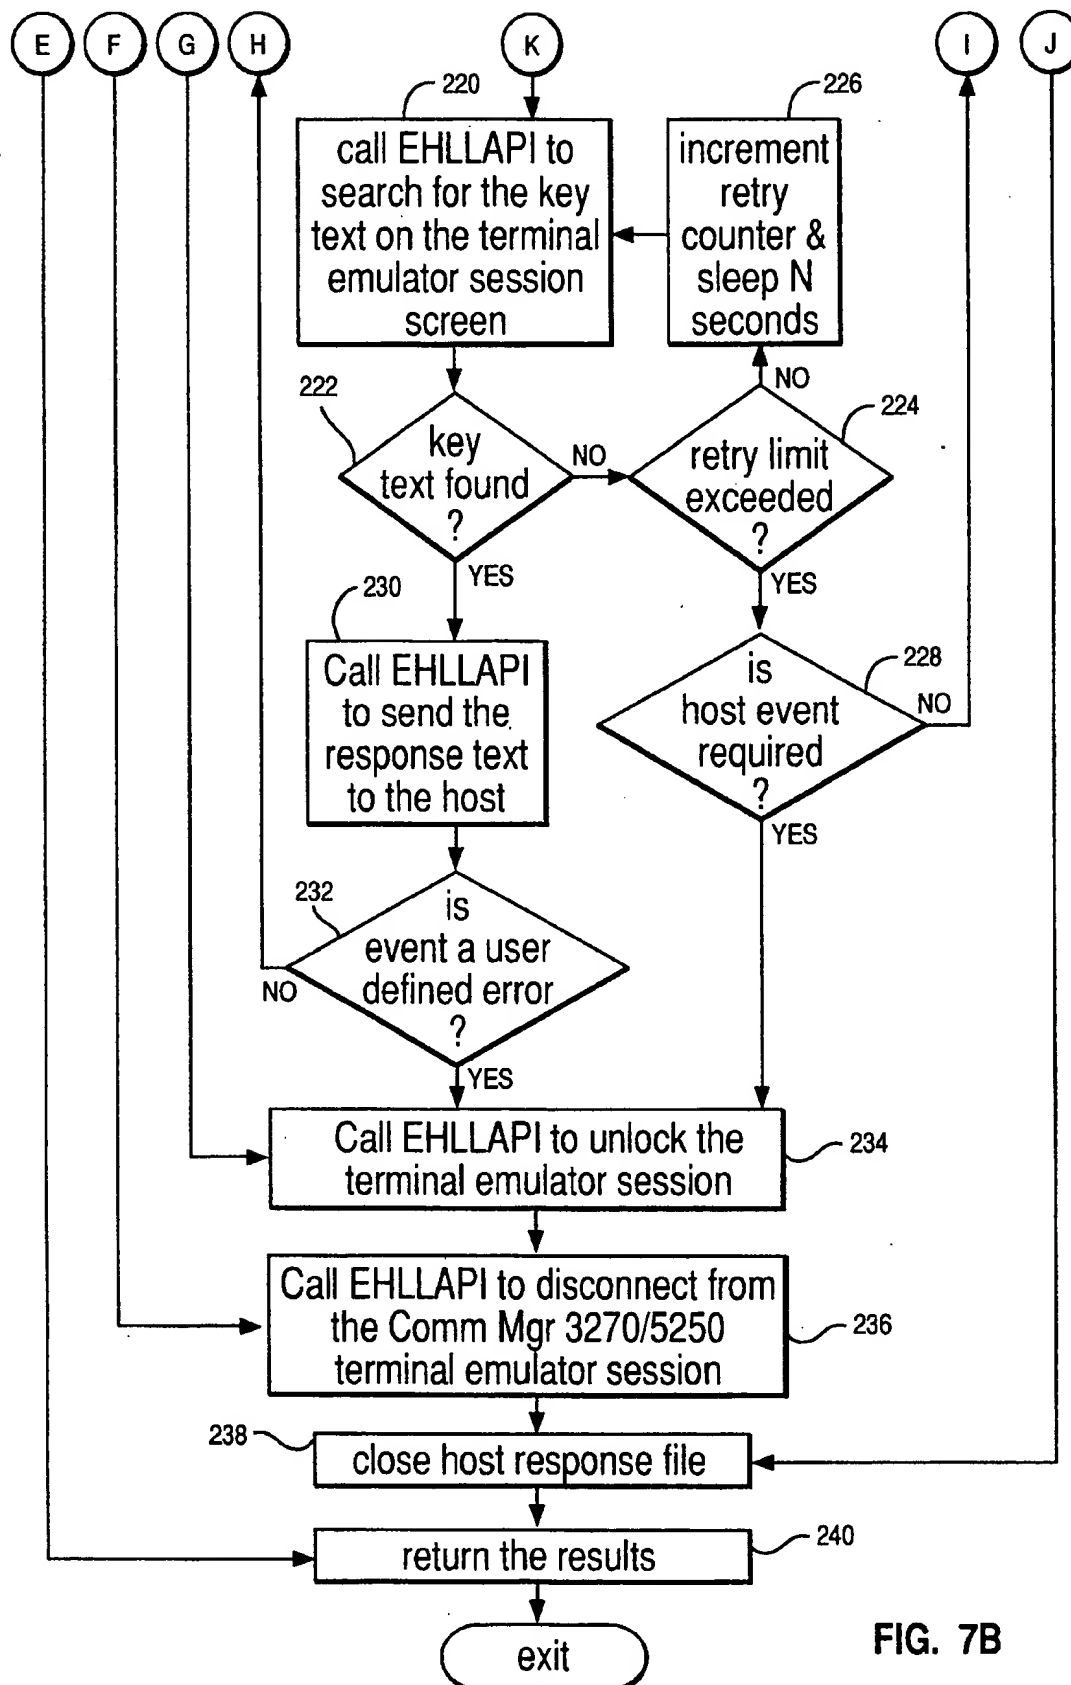 E F G H K I J
220
226
call EHLLAPI to
search for the key
text on the terminal
emulator session
screen
increment
retry
counter &
sleep N
seconds
NO
222
224
key
text found
?
NO
retry limit
exceeded
?
YES
YES
230
228
Call EHLLAPI
to send the
response text
to the host
is
host event
required
?
NO
YES
232
is
event a user
defined error
?
NO
YES
Call EHLLAPI to unlock the
terminal emulator session
234
Call EHLLAPI to disconnect from
the Comm Mgr 3270/5250
terminal emulator session
236
238
close host response file
return the results
240
exit
FIG. 7B